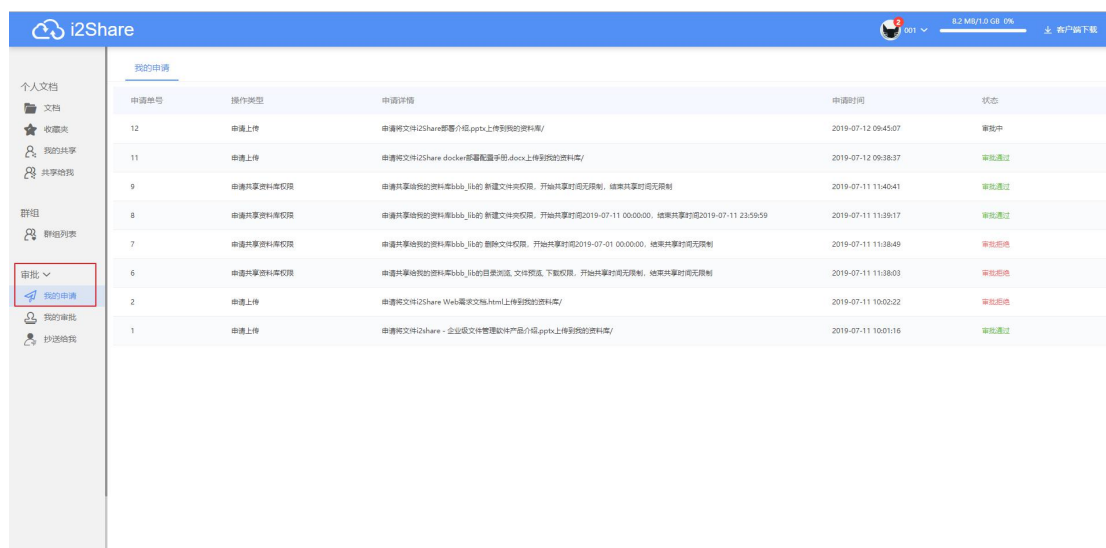 i2Share
2
001
8.2 MB/1.0 GB 0%
客户端下载
个人文档
文档
收藏夹
我的共享
共享给我
群组
群组列表
审批
我的申请
我的审批
抄送给我
我的申请
申请单号 操作类型 申请详情 申请时间 状态
12 申请上传 申请将文件i2Share部署介绍.pptx上传到我的资料库/ 2019-07-12 09:45:07 审批中
11 申请上传 申请将文件i2Share docker部署配置手册.docx上传到我的资料库/ 2019-07-12 09:38:37 审批通过
9 申请共享资料库权限 申请共享给我的资料库bbb_lib的 新建文件夹权限，开始共享时间无限制，结束共享时间无限制 2019-07-11 11:40:41 审批通过
8 申请共享资料库权限 申请共享给我的资料库bbb_lib的 新建文件夹权限，开始共享时间2019-07-11 00:00:00，结束共享时间2019-07-11 23:59:59 2019-07-11 11:39:17 审批通过
7 申请共享资料库权限 申请共享给我的资料库bbb_lib的 删除文件权限，开始共享时间2019-07-01 00:00:00，结束共享时间无限制 2019-07-11 11:38:49 审批拒绝
6 申请共享资料库权限 申请共享给我的资料库bbb_lib的目录浏览, 文件预览, 下载权限，开始共享时间无限制，结束共享时间无限制 2019-07-11 11:38:03 审批拒绝
2 申请上传 申请将文件i2Share Web需求文档.html上传到我的资料库/ 2019-07-11 10:02:22 审批拒绝
1 申请上传 申请将文件i2share - 企业级文件管理软件产品介绍.pptx上传到我的资料库/ 2019-07-11 10:01:16 审批通过